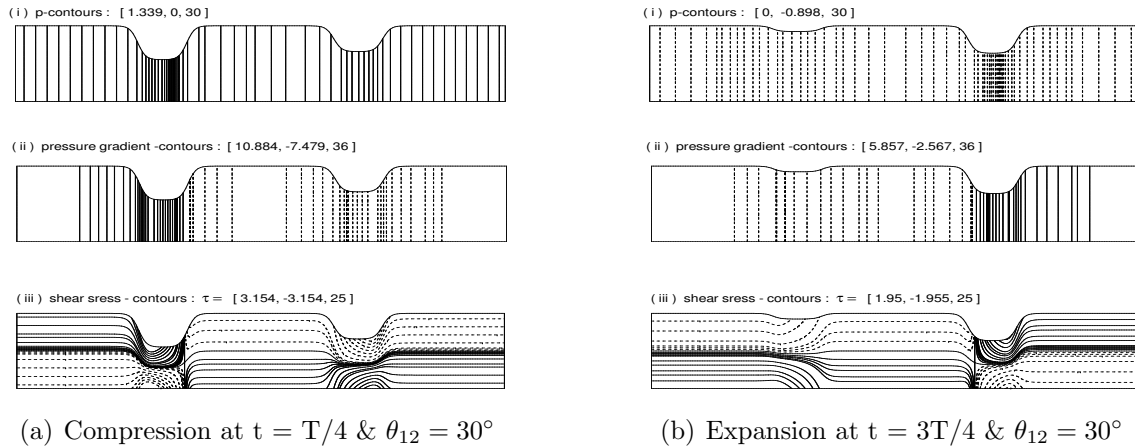 ( i ) p-contours : [ 1.339, 0, 30 ]
( ii ) pressure gradient -contours : [ 10.884, -7.479, 36 ]
( iii ) shear sress - contours : τ = [ 3.154, -3.154, 25 ]
(a) Compression at t = T/4 & θ12 = 30°
( i ) p-contours : [ 0, -0.898, 30 ]
( ii ) pressure gradient -contours : [ 5.857, -2.567, 36 ]
(iii ) shear sress - contours : τ = [ 1.95, -1.955, 25 ]
(b) Expansion at t = 3T/4 & θ12 = 30°